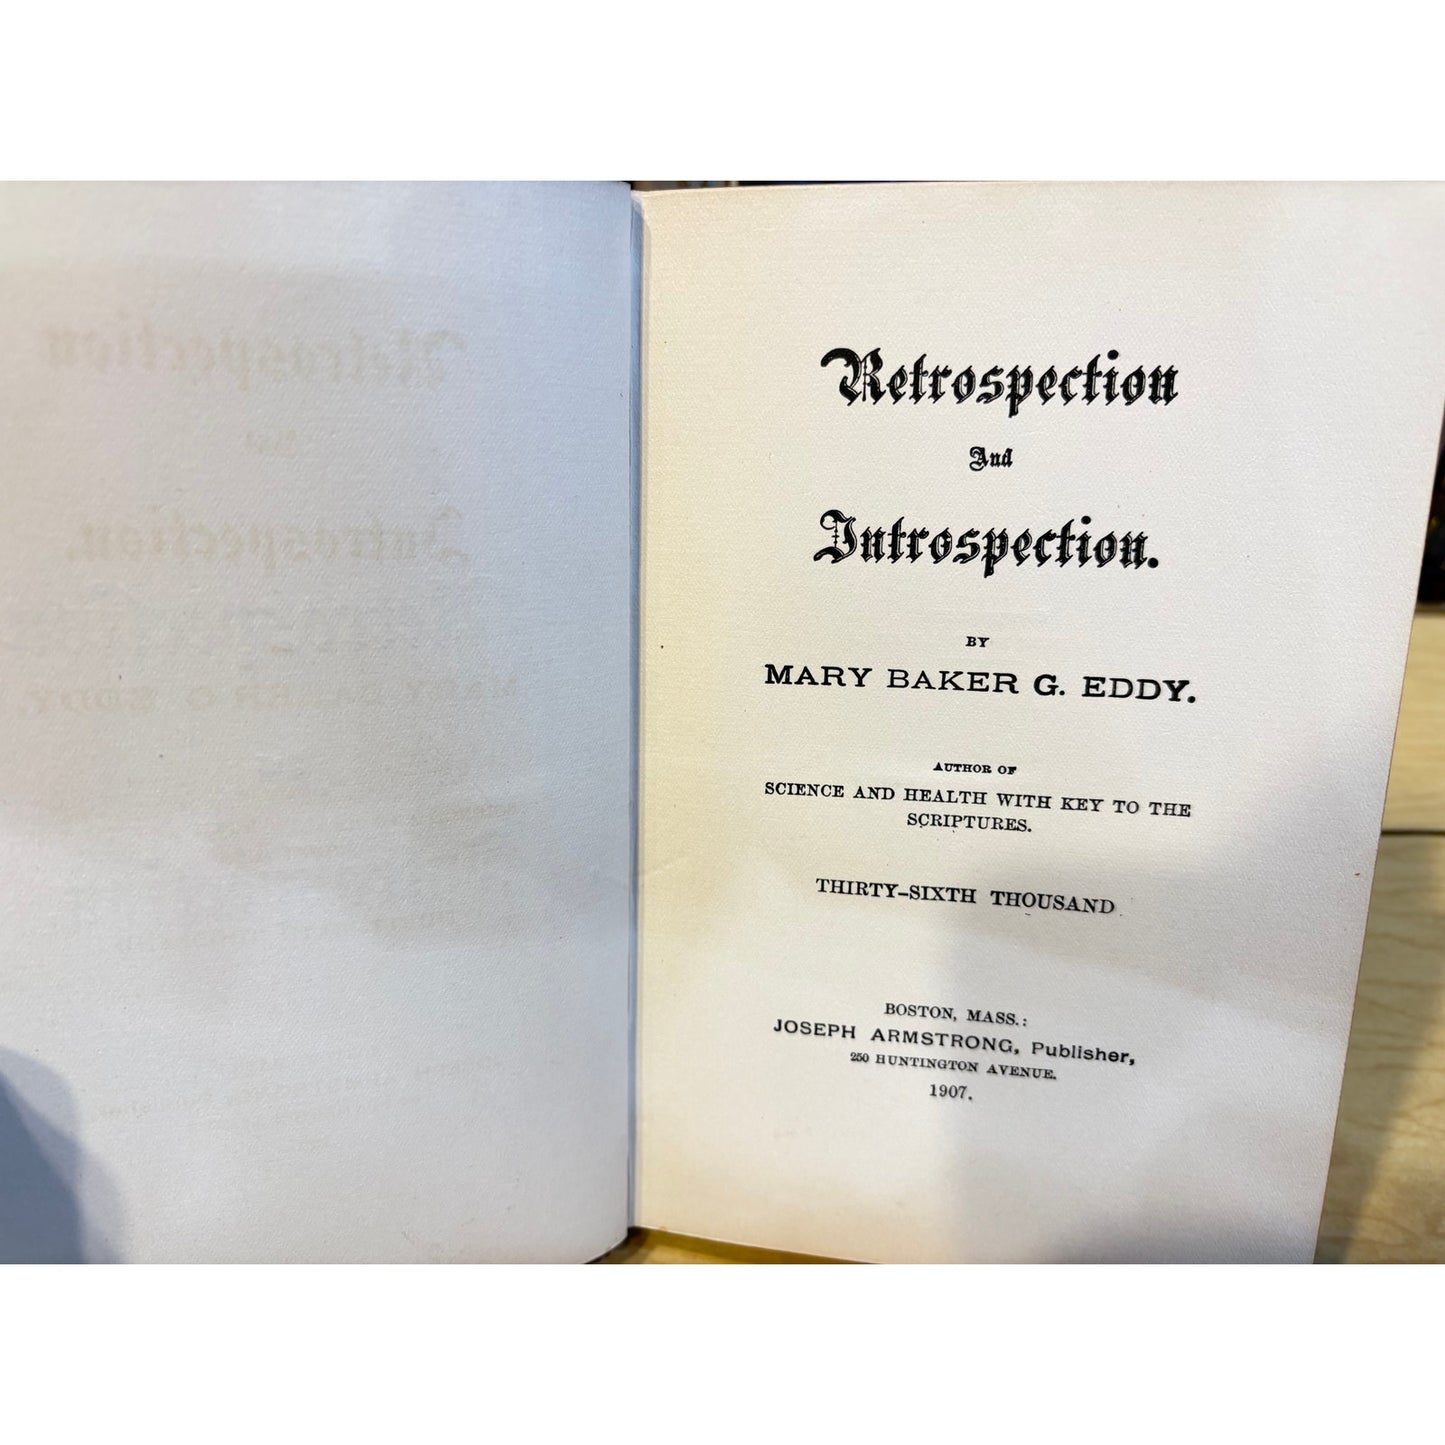 Retrospection
And
Introspection.
BY
MARY BAKER G. EDDY.
AUTHOR OF
SCIENCE AND HEALTH WITH KEY TO THE
SCRIPTURES.
THIRTY-SIXTH THOUSAND
BOSTON, MASS.:
JOSEPH ARMSTRONG, Publisher,
250 HUNTINGTON AVENUE.
1907.